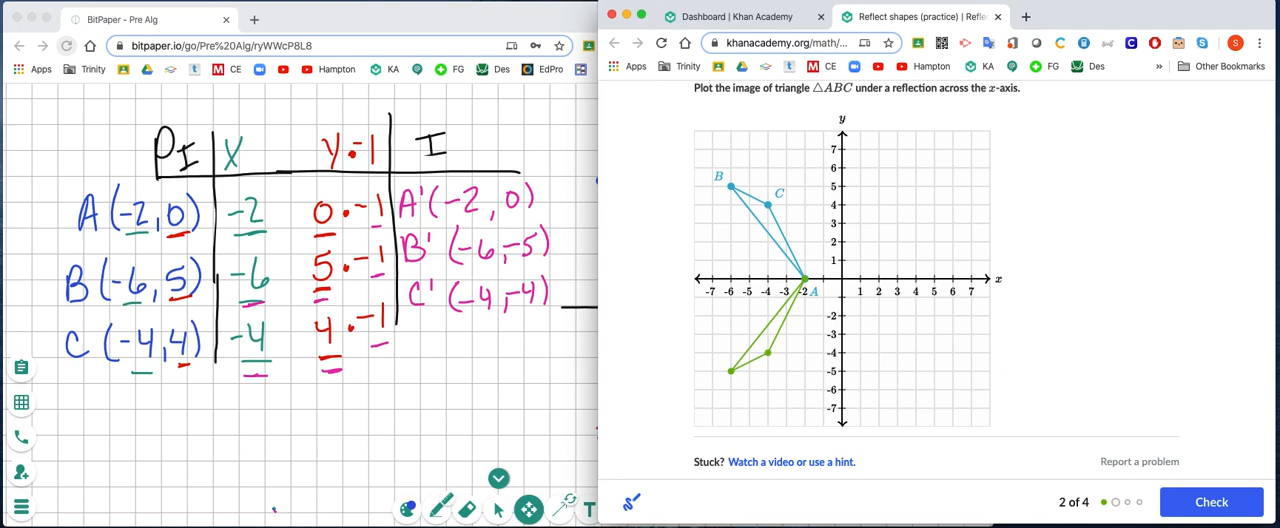 BitPaper - Pre Alg
bitpaper.io/go/Pre%20Alg/ryWWcP8L8
Apps Trinity CE Hampton KA FG Des EdPro
PI X y · -1 I
A (-2, 0) -2 0 · -1 A' (-2, 0)
B (-6, 5) -6 5 · -1 B' (-6, -5)
C (-4, 4) -4 4 · -1 C' (-4, -4)
Dashboard | Khan Academy
Reflect shapes (practice) | Refle
khanacademy.org/math/...
Apps Trinity CE Hampton KA FG Des » Other Bookmarks
Plot the image of triangle △ABC under a reflection across the x-axis.
y
7
6
B
5
C
4
3
2
1
x
-7 -6 -5 -4 -3 -2 A 1 2 3 4 5 6 7
-2
-3
-4
-5
-6
-7
Stuck? Watch a video or use a hint.
Report a problem
2 of 4
Check